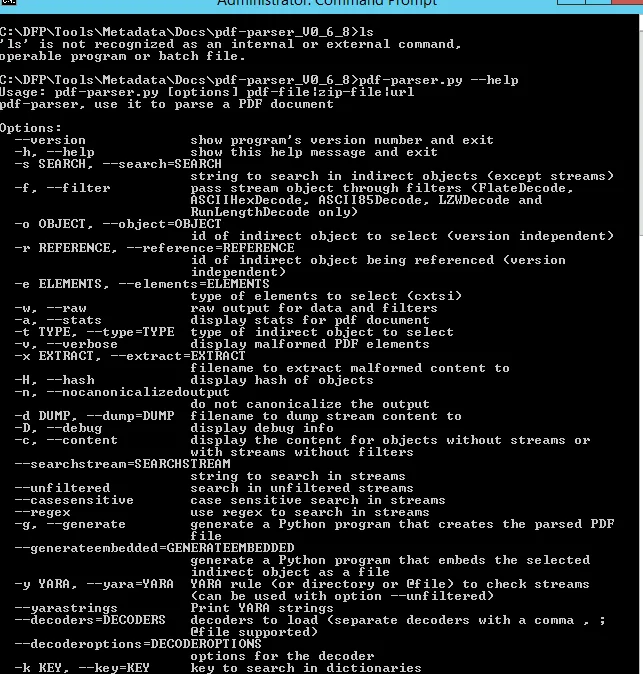 Administrator: Command Prompt
C:\DFP\Tools\Metadata\Docs\pdf-parser_V0_6_8>ls
'ls' is not recognized as an internal or external command,
operable program or batch file.
C:\DFP\Tools\Metadata\Docs\pdf-parser_V0_6_8>pdf-parser.py --help
Usage: pdf-parser.py [options] pdf-file|zip-file|url
pdf-parser, use it to parse a PDF document
Options:
--version show program's version number and exit
-h, --help show this help message and exit
-s SEARCH, --search=SEARCH
string to search in indirect objects (except streams)
-f, --filter pass stream object through filters (FlateDecode,
ASCIIHexDecode, ASCII85Decode, LZWDecode and
RunLengthDecode only)
-o OBJECT, --object=OBJECT
id of indirect object to select (version independent)
-r REFERENCE, --reference=REFERENCE
id of indirect object being referenced (version
independent)
-e ELEMENTS, --elements=ELEMENTS
type of elements to select (cxtsi)
-w, --raw raw output for data and filters
-a, --stats display stats for pdf document
-t TYPE, --type=TYPE type of indirect object to select
-v, --verbose display malformed PDF elements
-x EXTRACT, --extract=EXTRACT
filename to extract malformed content to
-H, --hash display hash of objects
-n, --nocanonicalizedoutput
do not canonicalize the output
-d DUMP, --dump=DUMP filename to dump stream content to
-D, --debug display debug info
-c, --content display the content for objects without streams or
with streams without filters
--searchstream=SEARCHSTREAM
string to search in streams
--unfiltered search in unfiltered streams
--casesensitive case sensitive search in streams
--regex use regex to search in streams
-g, --generate generate a Python program that creates the parsed PDF
file
--generateembedded=GENERATEEMBEDDED
generate a Python program that embeds the selected
indirect object as a file
-y YARA, --yara=YARA YARA rule (or directory or @file) to check streams
(can be used with option --unfiltered)
--yarastrings Print YARA strings
--decoders=DECODERS decoders to load (separate decoders with a comma , ;
@file supported)
--decoderoptions=DECODEROPTIONS
options for the decoder
-k KEY, --key=KEY key to search in dictionaries